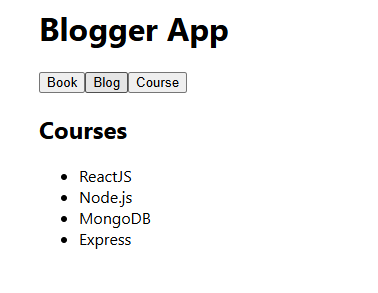 Blogger App
Book Blog Course
Courses
ReactJS
Node.js
MongoDB
Express